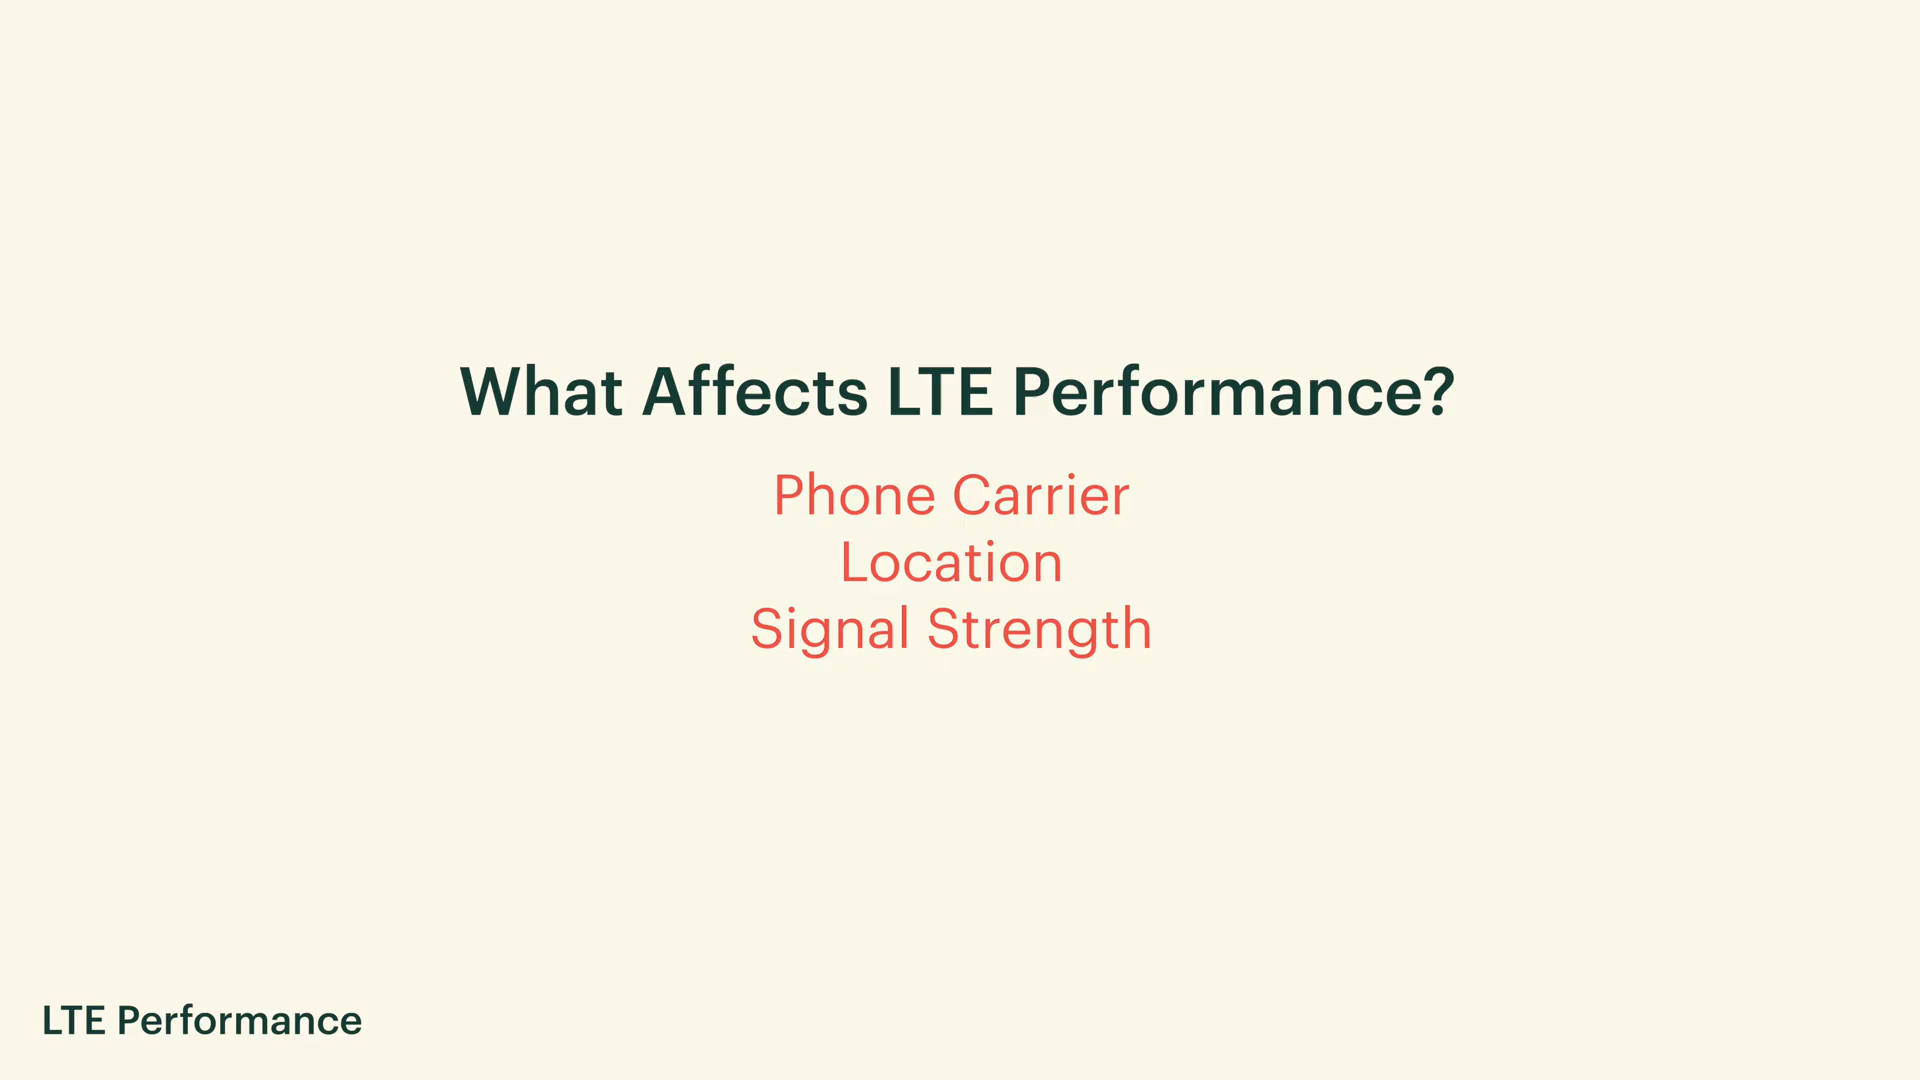 What Affects LTE Performance?
Phone Carrier
Location
Signal Strength
LTE Performance